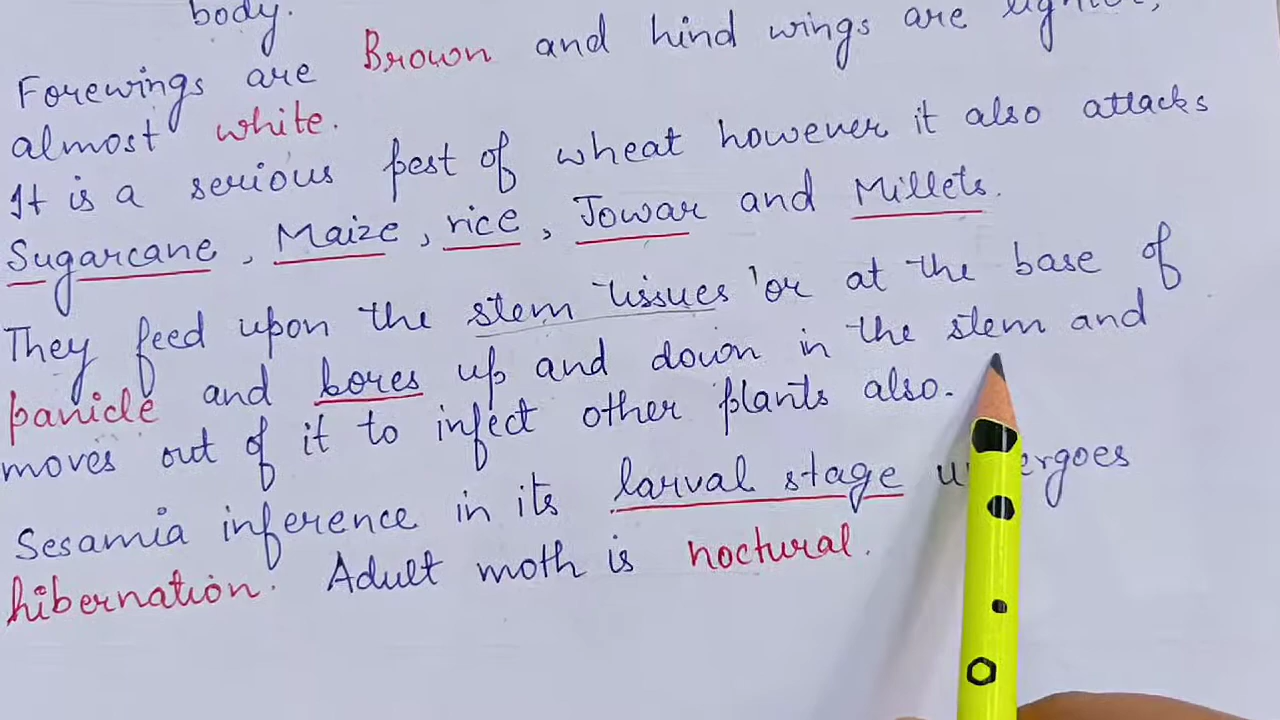 body.
Forewings are Brown and hind wings are lighter,
almost white.
It is a serious pest of wheat however it also attacks
Sugarcane, Maize, rice, Jowar and Millets.
They feed upon the stem tissues or at the base of
panicle and bores up and down in the stem and
moves out of it to infect other plants also.
Sesamia inference in its larval stage undergoes
hibernation. Adult moth is noctural.